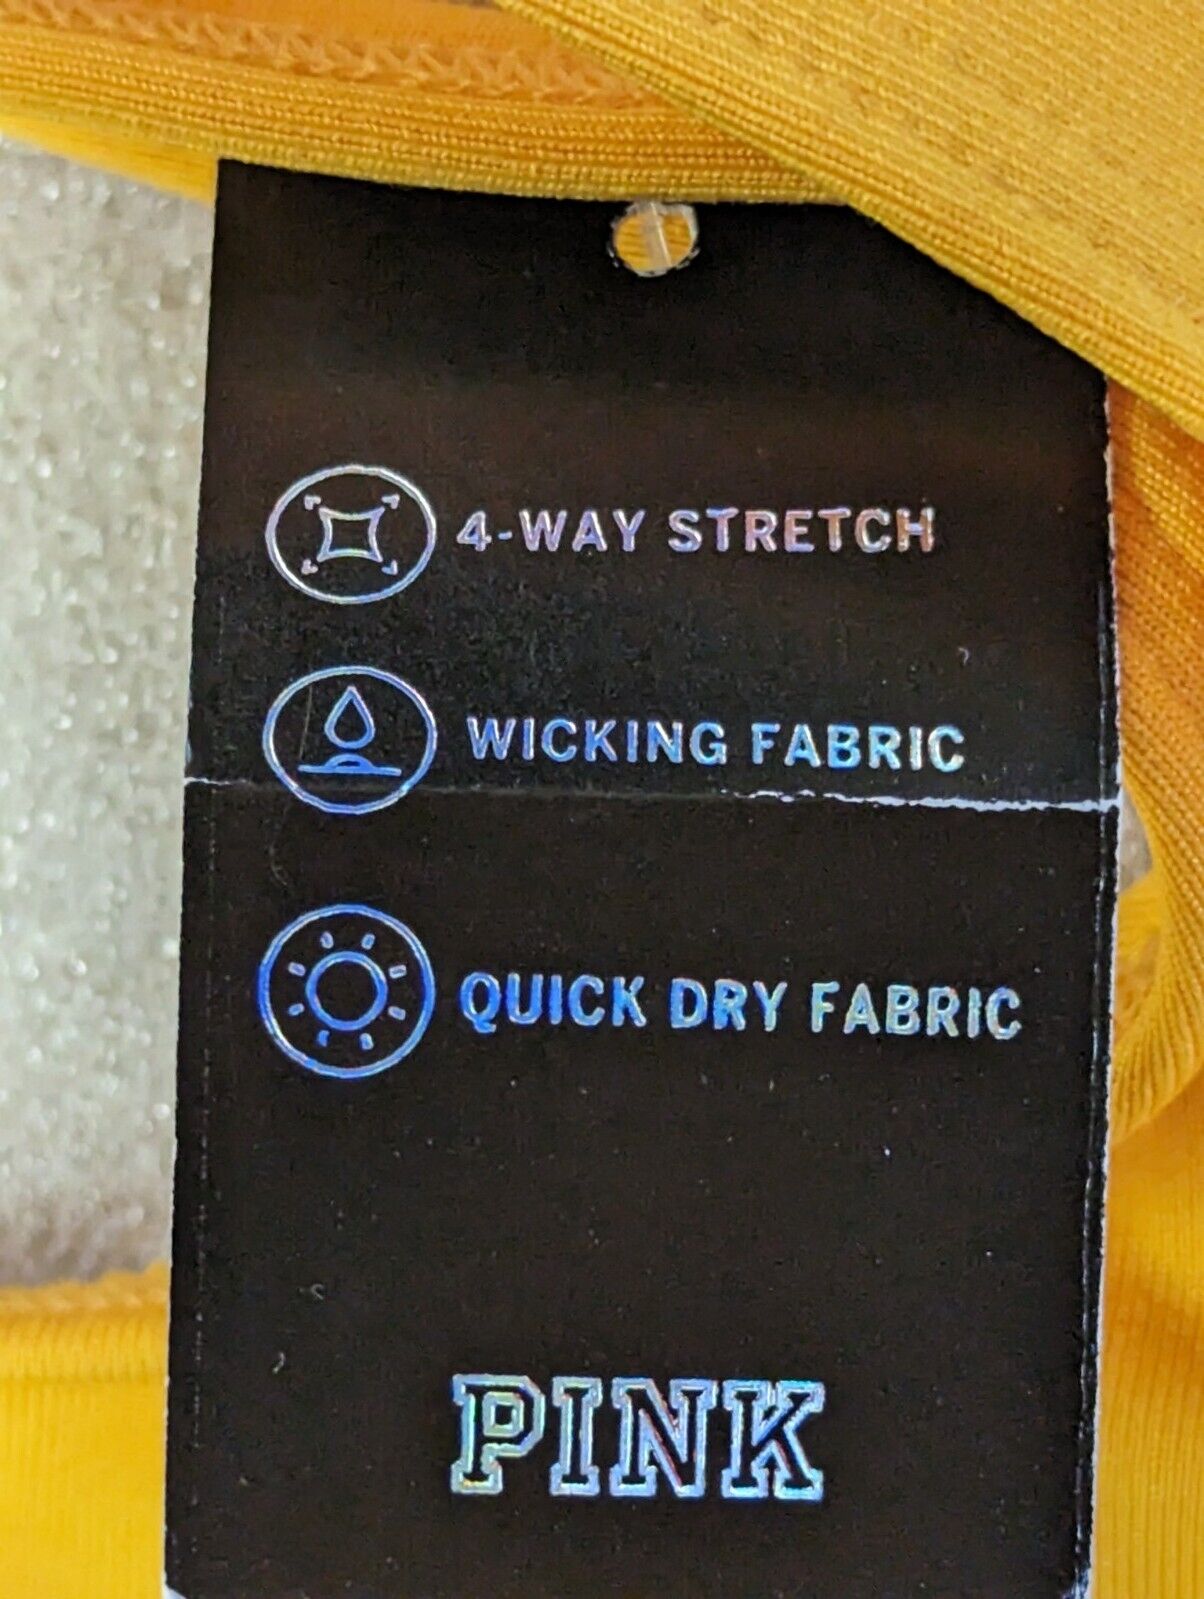 4-WAY STRETCH
WICKING FABRIC
QUICK DRY FABRIC
PINK